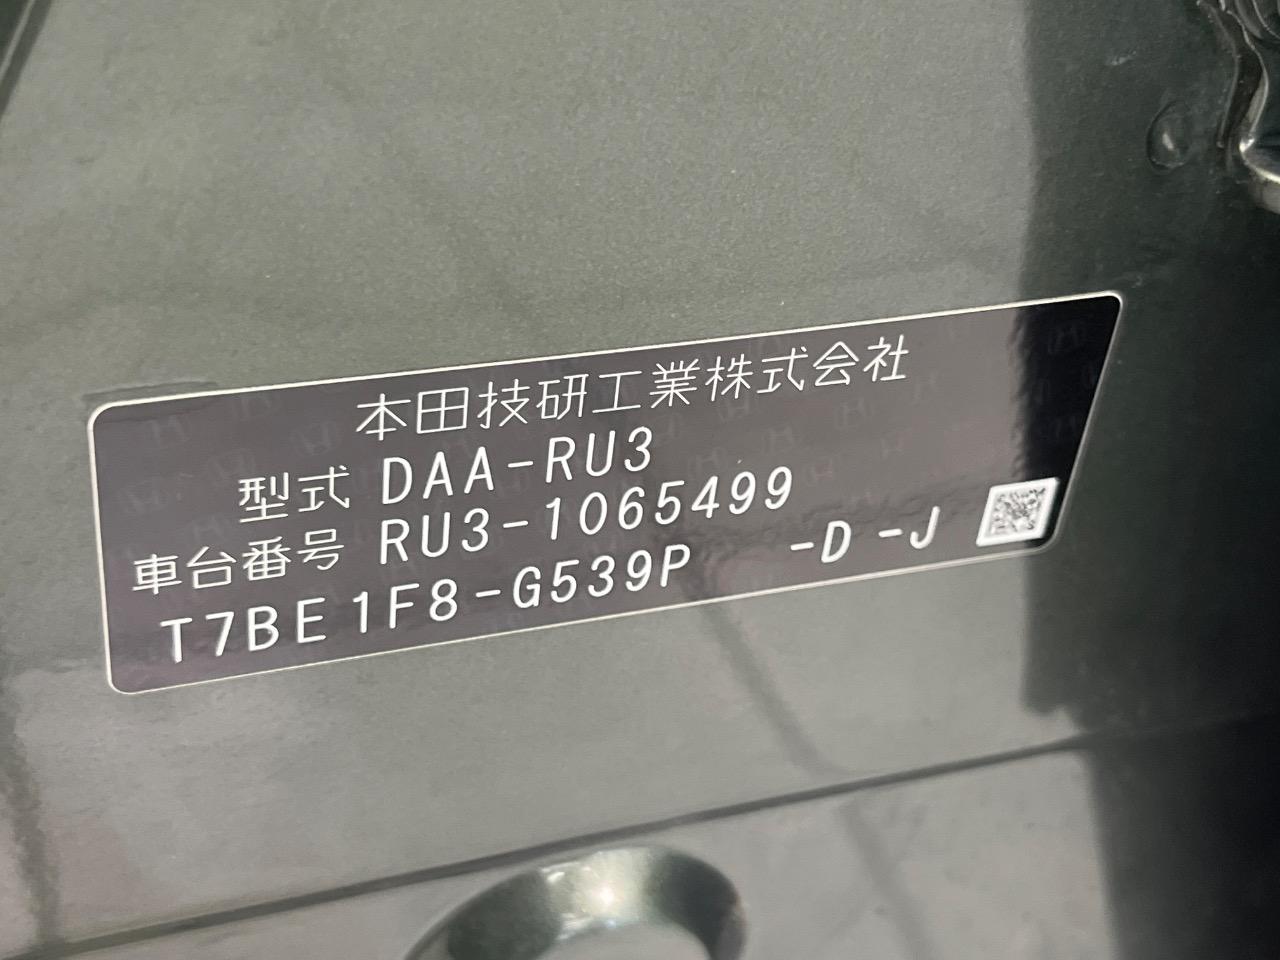 本田技研工業株式会社
型式 DAA-RU3
車台番号 RU3-1065499
T7BE1F8-G539P -D-J